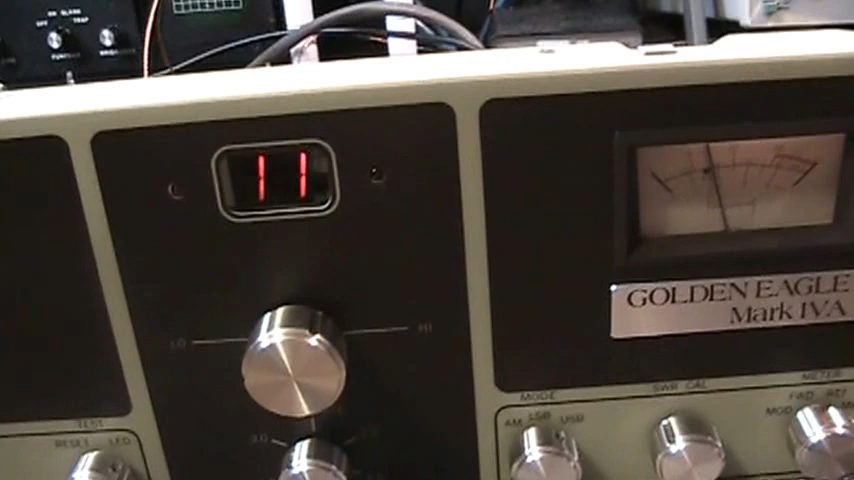 ON BLANK
OFF
TRAP
11
GOLDEN EAGLE
Mark IVA
LO
HI
MODE
AM LSB USB
SWR CAL
METER
FWD REF
MOD
TEST
RESET LED